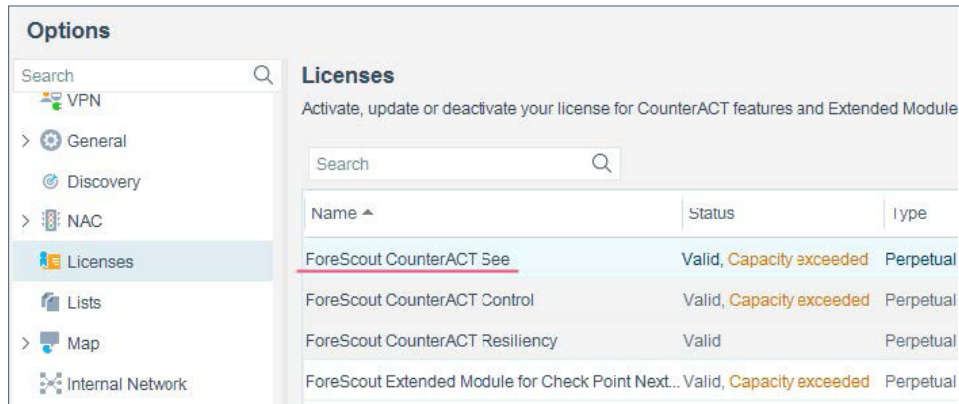 Options
Search
VPN
General
Discovery
NAC
Licenses
Lists
Map
Internal Network
Licenses
Activate, update or deactivate your license for CounterACT features and Extended Module
Search
Name Status Type
ForeScout CounterACT See Valid, Capacity exceeded Perpetual
ForeScout CounterACT Control Valid, Capacity exceeded Perpetual
ForeScout CounterACT Resiliency Valid Perpetual
ForeScout Extended Module for Check Point Next... Valid, Capacity exceeded Perpetual